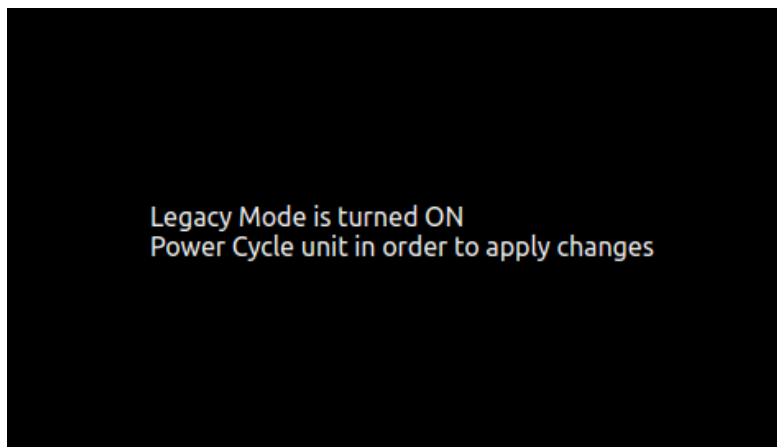 Legacy Mode is turned ON
Power Cycle unit in order to apply changes